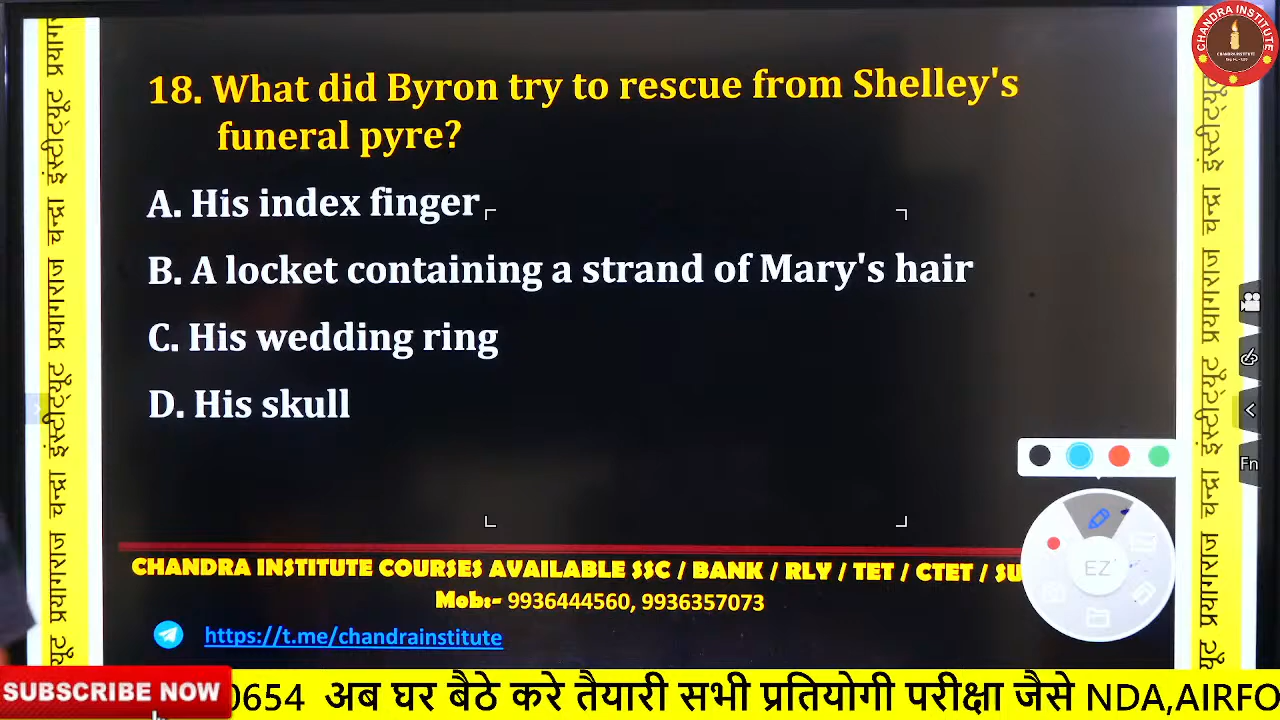 CHANDRA INSTITUTE
18. What did Byron try to rescue from Shelley's
funeral pyre?
A. His index finger
B. A locket containing a strand of Mary's hair
C. His wedding ring
D. His skull
Fn
EZ
CHANDRA INSTITUTE COURSES AVAILABLE SSC / BANK / RLY / TET / CTET / SU
Mob:- 9936444560, 9936357073
https://t.me/chandrainstitute
चन्द्रा इंस्टीट्यूट प्रयागराज
चन्द्रा इंस्टीट्यूट प्रयागराज
SUBSCRIBE NOW
0654 अब घर बैठे करे तैयारी सभी प्रतियोगी परीक्षा जैसे NDA,AIRFO